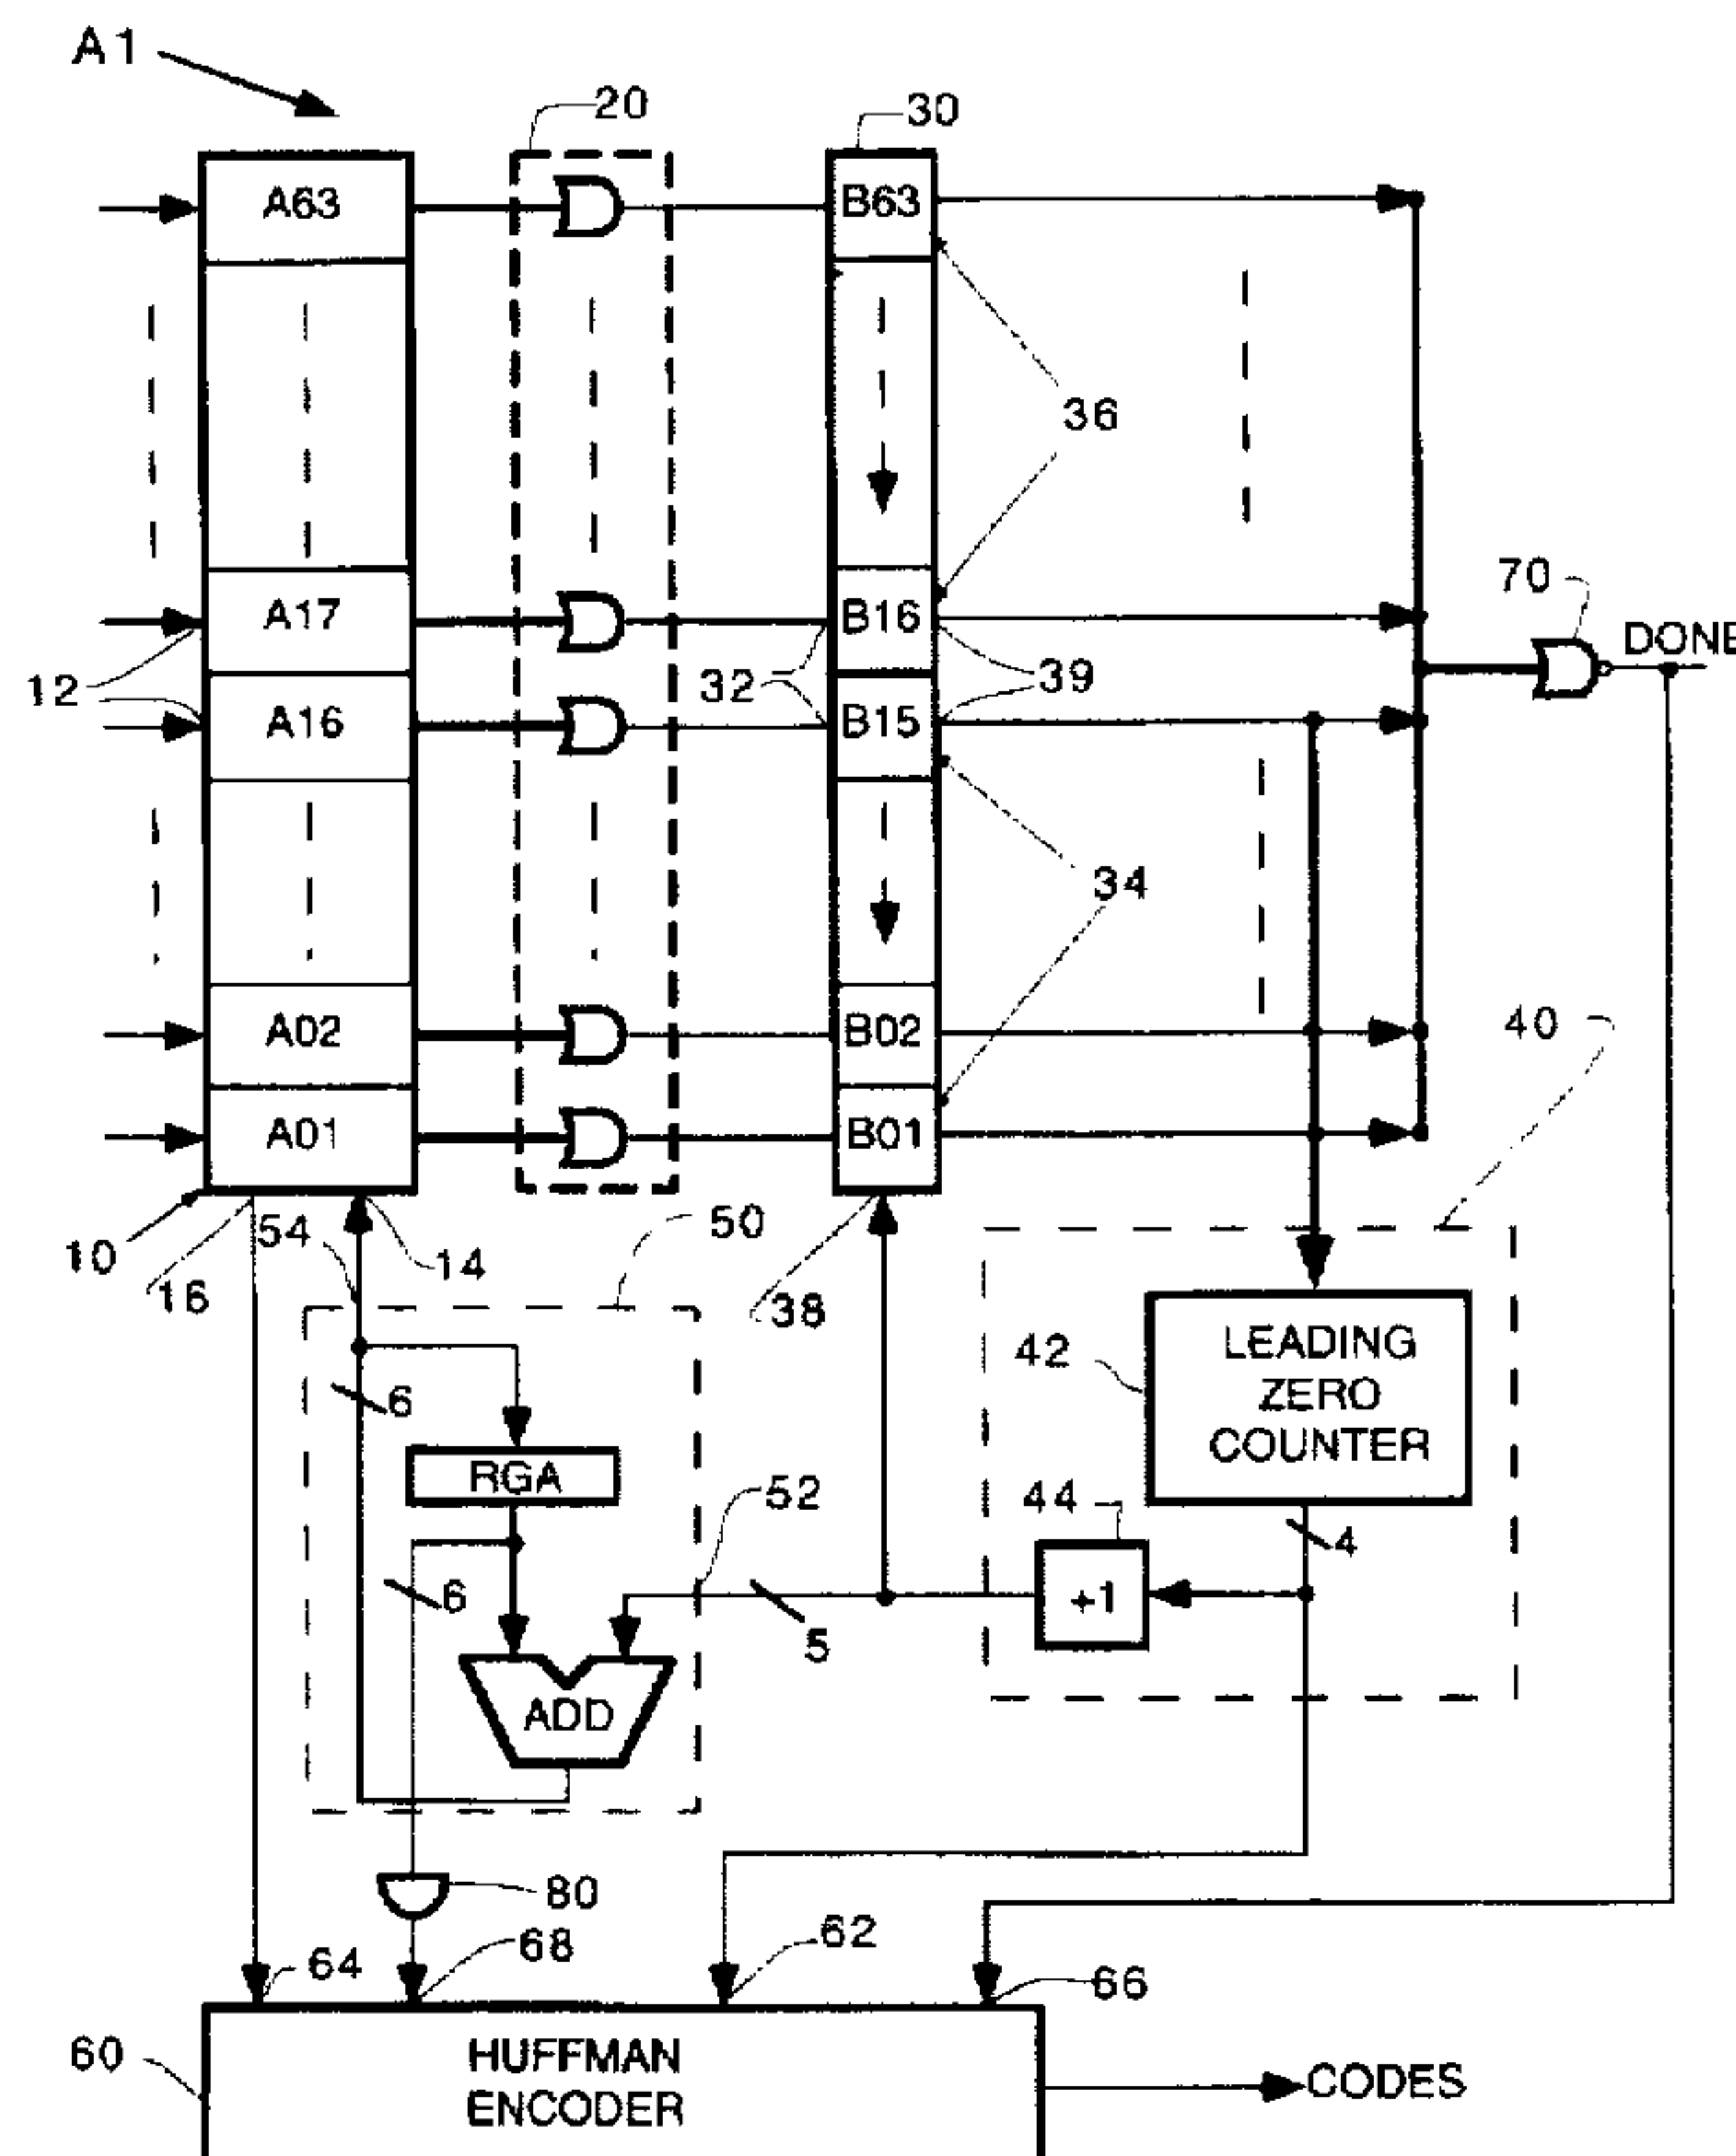 A1
20
30
A63
B63
36
70
A17
B16
DONE
12
32
39
A16
B15
34
40
A02
B02
A01
B01
10
16
54
14
50
38
42
LEADING
ZERO
COUNTER
6
RGA
52
44
4
6
+1
5
ADD
80
64
68
62
66
60
HUFFMAN
ENCODER
CODES